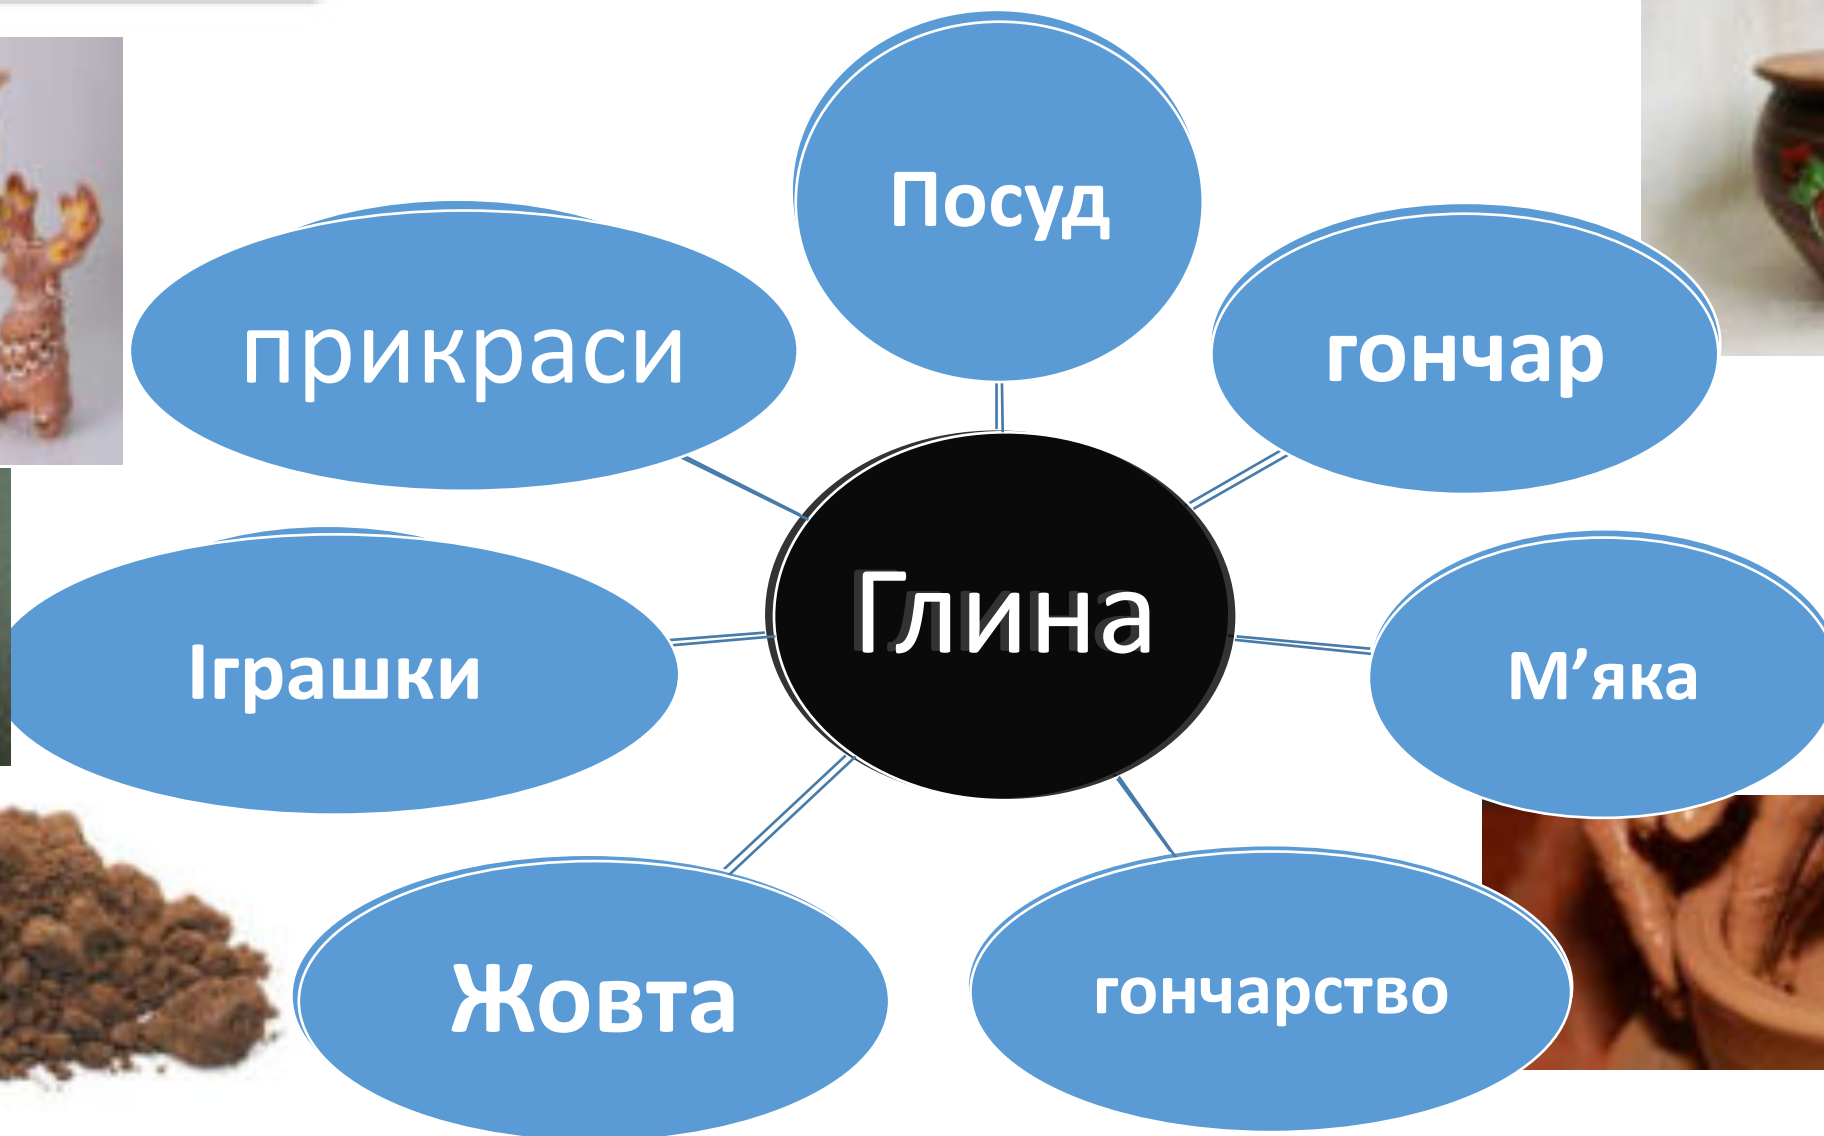 Посуд
прикраси
гончар
Глина
Іграшки
М’яка
Жовта
гончарство